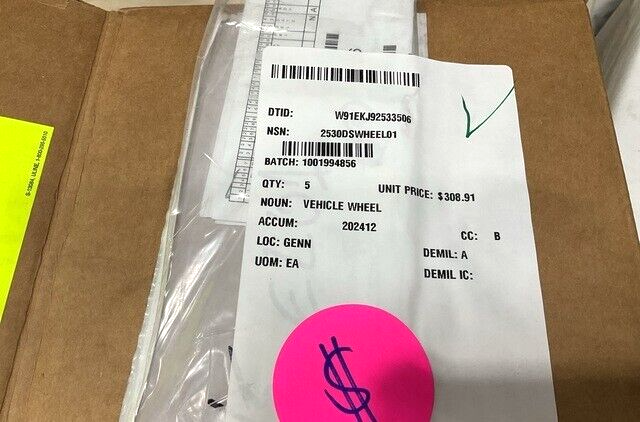 N A
DTID: W91EKJ92533506
NSN: 2530DSWHEEL01
BATCH: 1001994856
QTY: 5 UNIT PRICE: $308.91
NOUN: VEHICLE WHEEL
ACCUM: 202412
CC: B
LOC: GENN
DEMIL: A
UOM: EA
DEMIL IC:
$